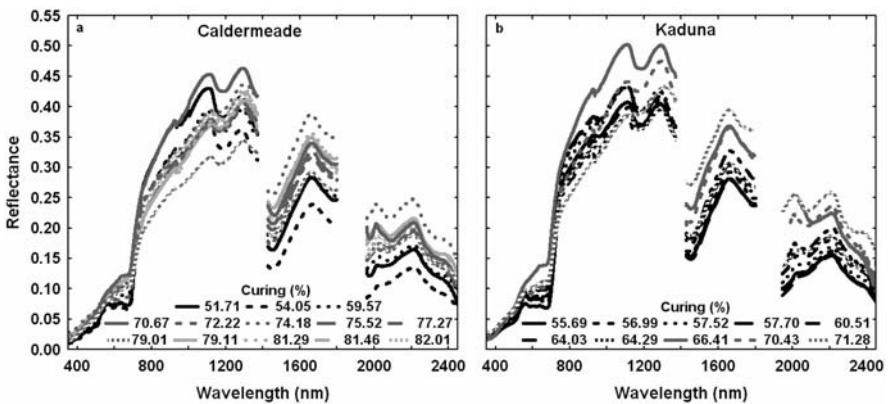 a
Caldermeade
b
Kaduna
Reflectance
0.55
0.50
0.45
0.40
0.35
0.30
0.25
0.20
0.15
0.10
0.05
0.00
Curing (%)
51.71 54.05 59.57
70.67 72.22 74.18 75.52 77.27
79.01 79.11 81.29 81.46 82.01
Curing (%)
55.69 56.99 57.52 57.70 60.51
64.03 64.29 66.41 70.43 71.28
400 800 1200 1600 2000 2400
400 800 1200 1600 2000 2400
Wavelength (nm)
Wavelength (nm)